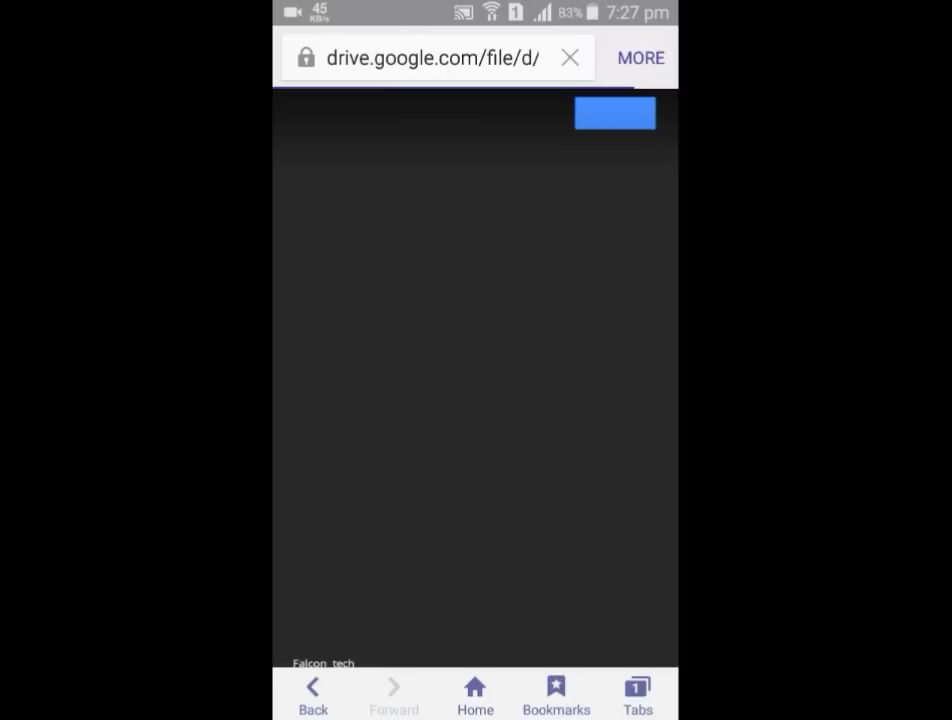 45
KB/s
1
83%
7:27 pm
drive.google.com/file/d/
MORE
Falcon tech
Back
Forward
Home
Bookmarks
1
Tabs